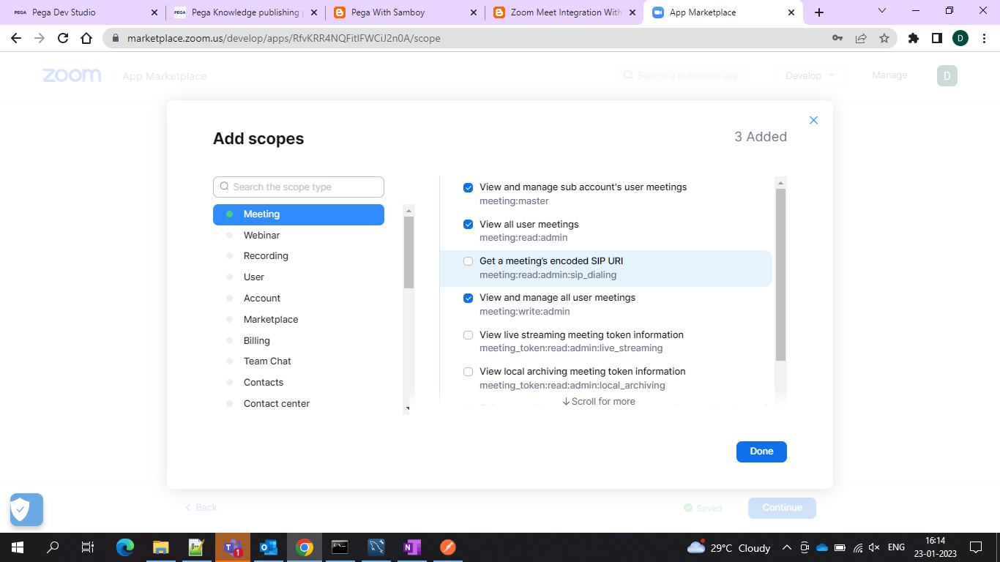 PEGA Pega Dev Studio
PEGA Pega Knowledge publishing
Pega With Samboy
Zoom Meet Integration With
App Marketplace
marketplace.zoom.us/develop/apps/RfvKRR4NQFitIFWCiJ2n0A/scope
D
zoom App Marketplace
Search a published app
Develop
Manage
D
Add scopes
3 Added
Search the scope type
Meeting
Webinar
Recording
User
Account
Marketplace
Billing
Team Chat
Contacts
Contact center
View and manage sub account's user meetings
meeting:master
View all user meetings
meeting:read:admin
Get a meeting's encoded SIP URI
meeting:read:admin:sip_dialing
View and manage all user meetings
meeting:write:admin
View live streaming meeting token information
meeting_token:read:admin:live_streaming
View local archiving meeting token information
meeting_token:read:admin:local_archiving
Scroll for more
Done
Back
Saved
Continue
1
29°C Cloudy
ENG
16:14
23-01-2023